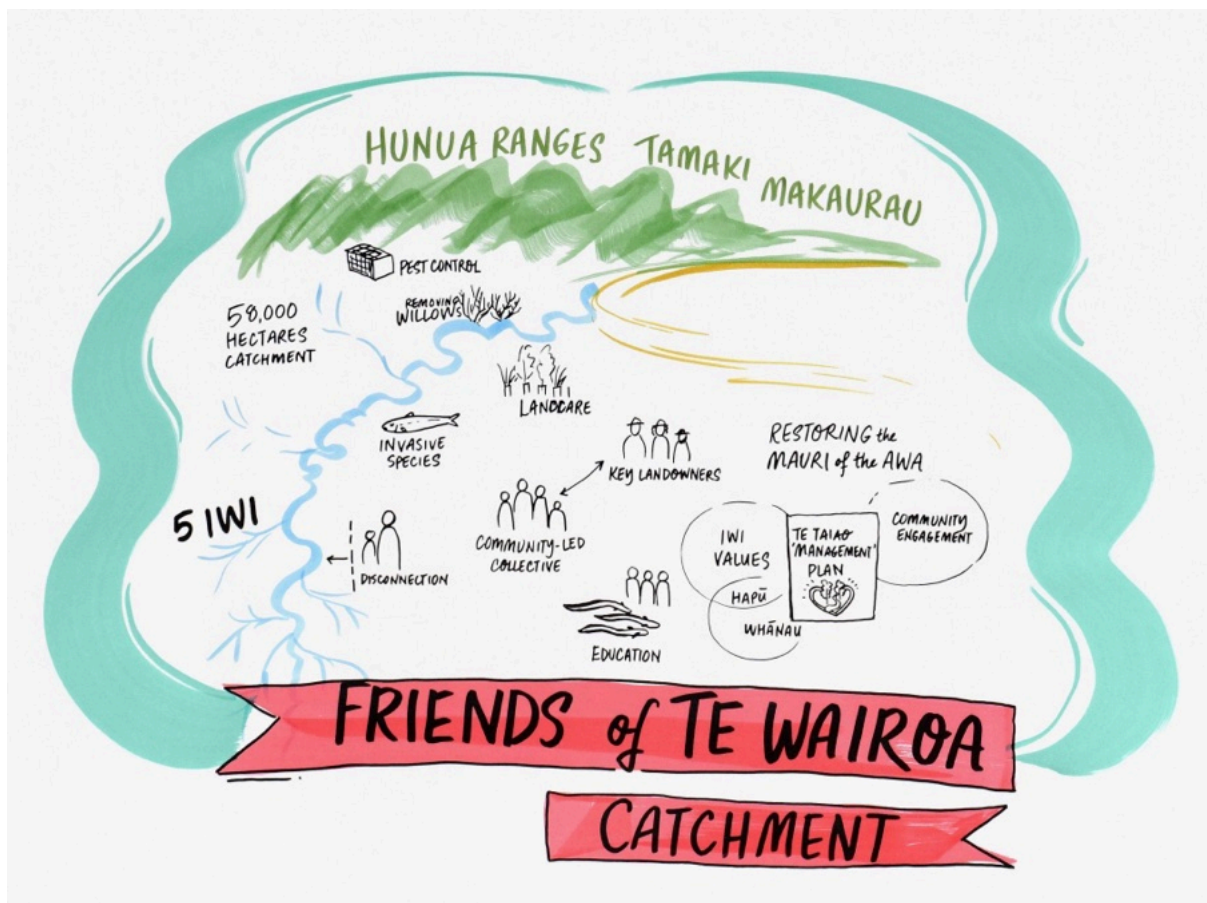 HUNUA RANGES TAMAKI MAKAURAU
PEST CONTROL
REMOVING
WILLOWS
58,000
HECTARES
CATCHMENT
LANDCARE
INVASIVE
SPECIES
KEY LANDOWNERS
RESTORING the
MAURI of the AWA
5 IWI
DISCONNECTION
COMMUNITY-LED
COLLECTIVE
IWI
VALUES
HAPŪ
WHĀNAU
TE TAIAO
'MANAGEMENT'
PLAN
COMMUNITY
ENGAGEMENT
EDUCATION
FRIENDS of TE WAIROA
CATCHMENT